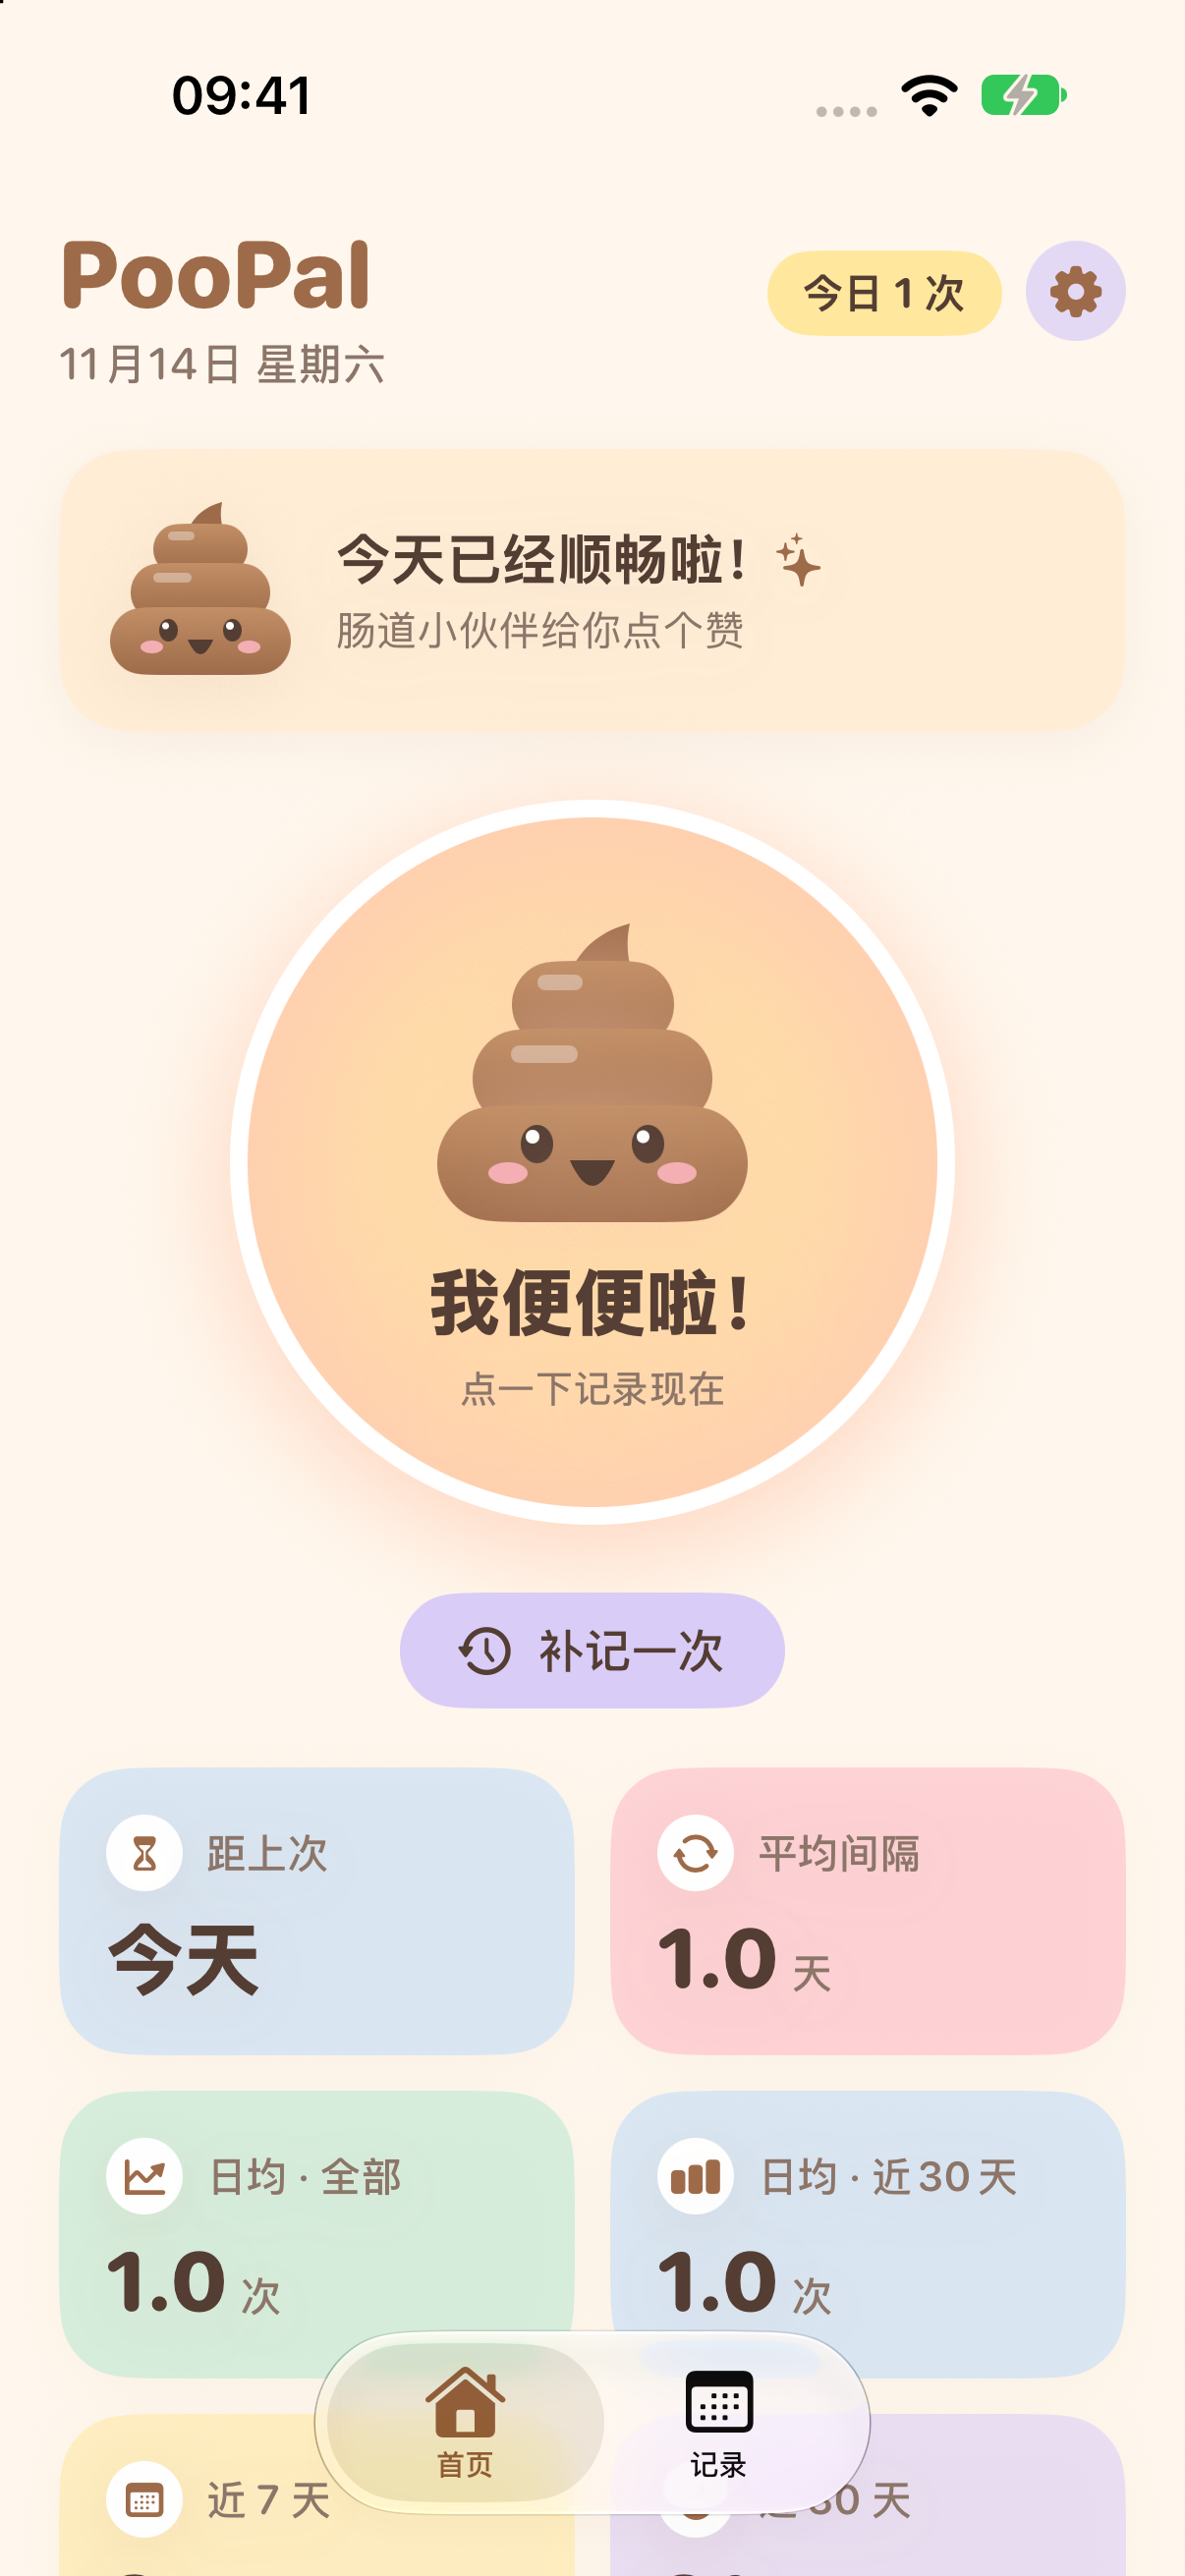 09:41
PooPal
今日 1 次
11月14日 星期六
今天已经顺畅啦！
肠道小伙伴给你点个赞
我便便啦！
点一下记录现在
补记一次
距上次
平均间隔
今天
1.0 天
日均 · 全部
日均 · 近 30 天
1.0 次
1.0 次
近 7 天
近 30 天
首页
记录